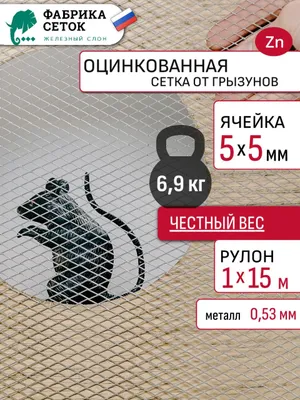 ФАБРИКА
СЕТОК
ЖЕЛЕЗНЫЙ СЛОН
Zn
ОЦИНКОВАННАЯ
СЕТКА ОТ ГРЫЗУНОВ
ЯЧЕЙКА
5x5 мм
6,9 кг
ЧЕСТНЫЙ ВЕС
РУЛОН
1x15 м
металл 0,53 мм